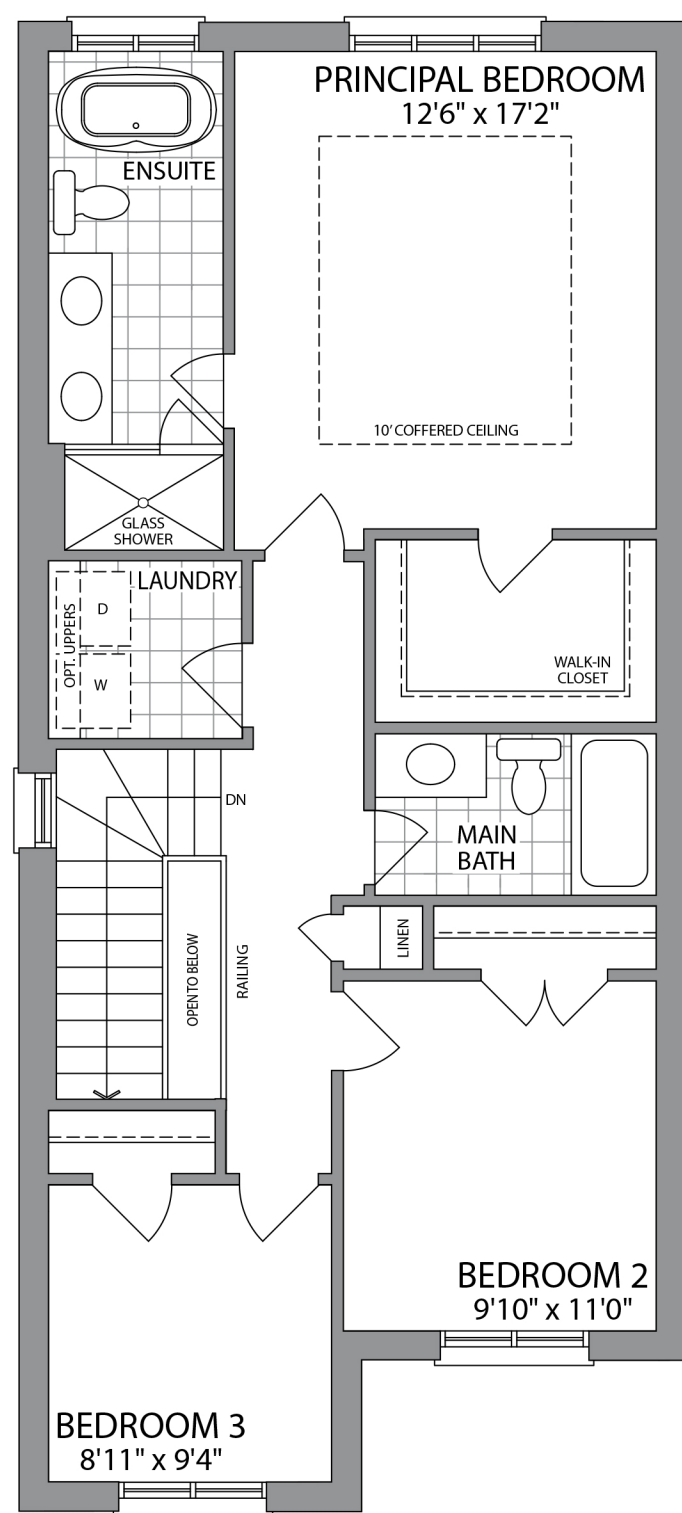 PRINCIPAL BEDROOM
12'6" x 17'2"
ENSUITE
10' COFFERED CEILING
GLASS
SHOWER
LAUNDRY
OPT. UPPERS
D
W
WALK-IN
CLOSET
DN
MAIN
BATH
LINEN
OPEN TO BELOW
RAILING
BEDROOM 2
9'10" x 11'0"
BEDROOM 3
8'11" x 9'4"